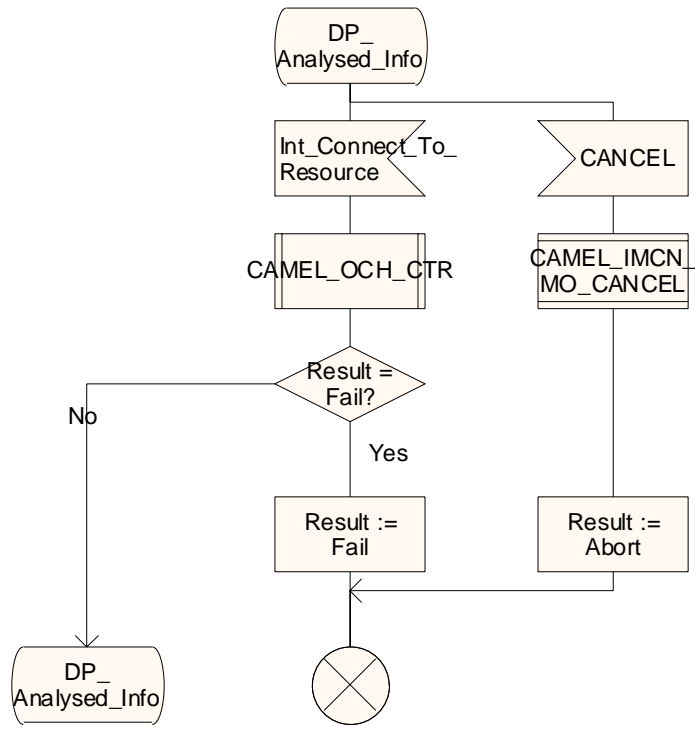 DP_
Analysed_Info
Int_Connect_To_
Resource
CANCEL
CAMEL_OCH_CTR
CAMEL_IMCN_
MO_CANCEL
Result =
Fail?
No
Yes
Result :=
Fail
Result :=
Abort
DP_
Analysed_Info